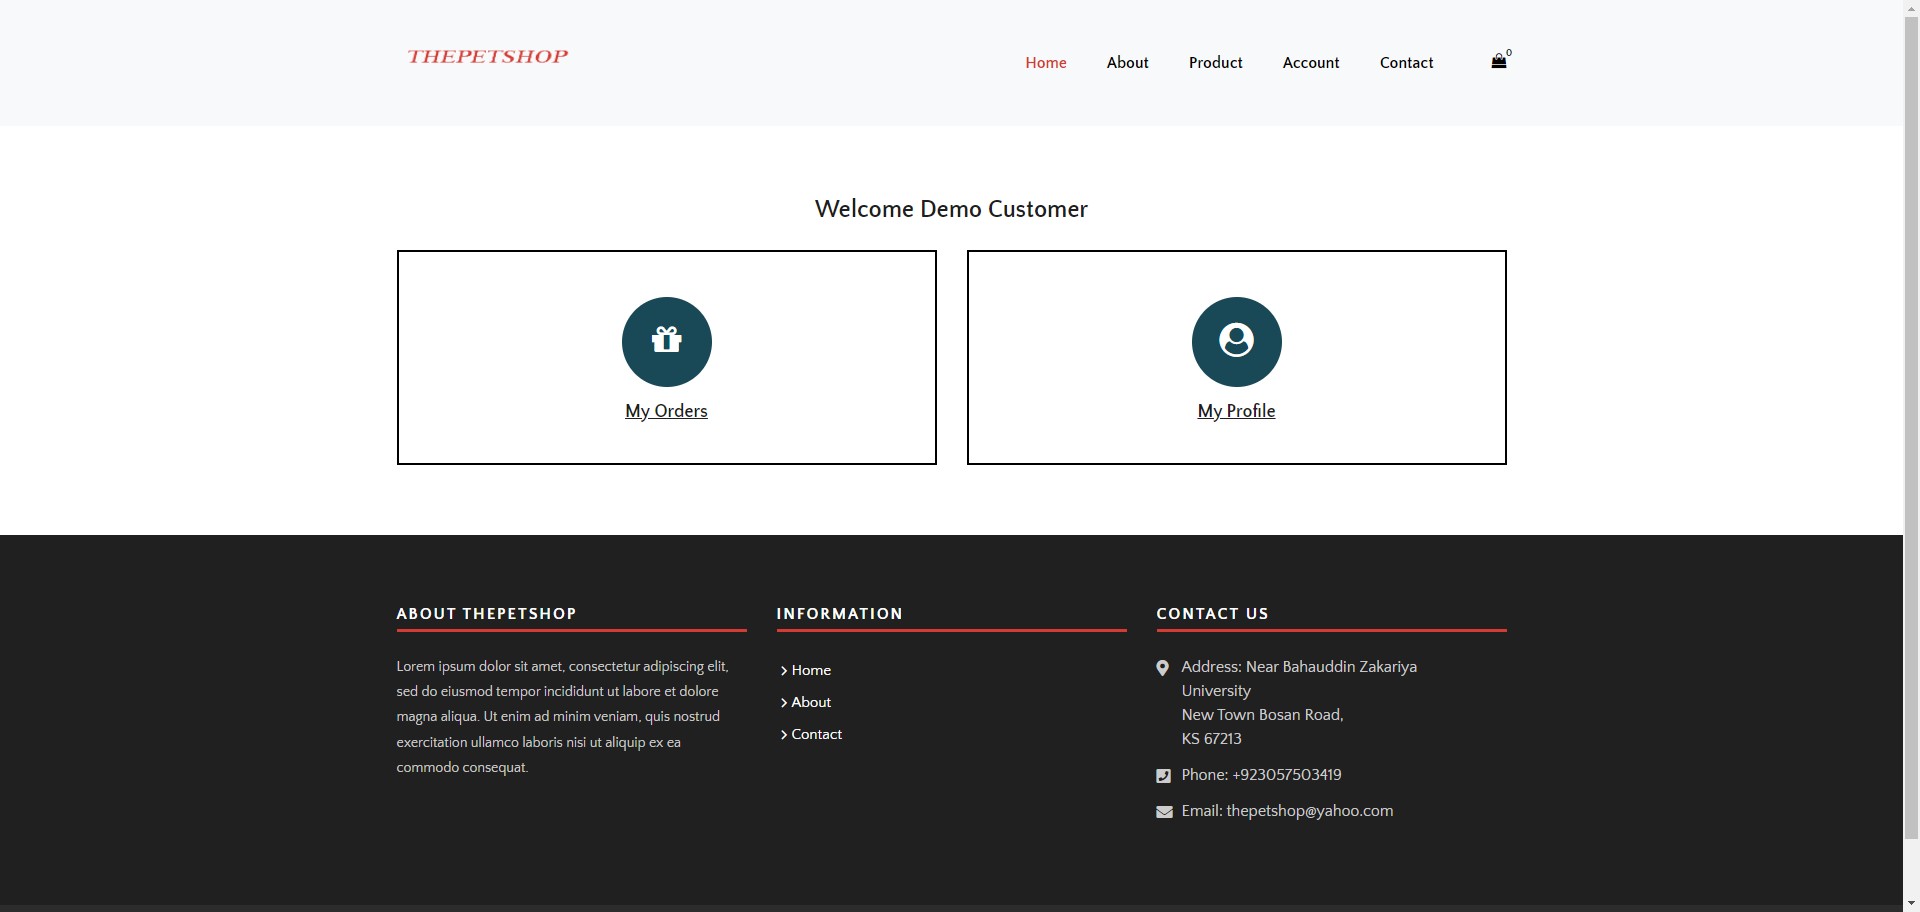 THEPETSHOP
Home
About
Product
Account
Contact
0
Welcome Demo Customer
My Orders
My Profile
ABOUT THEPETSHOP
Lorem ipsum dolor sit amet, consectetur adipiscing elit,
sed do eiusmod tempor incididunt ut labore et dolore
magna aliqua. Ut enim ad minim veniam, quis nostrud
exercitation ullamco laboris nisi ut aliquip ex ea
commodo consequat.
INFORMATION
Home
About
Contact
CONTACT US
Address: Near Bahauddin Zakariya
University
New Town Bosan Road,
KS 67213
Phone: +923057503419
Email: thepetshop@yahoo.com